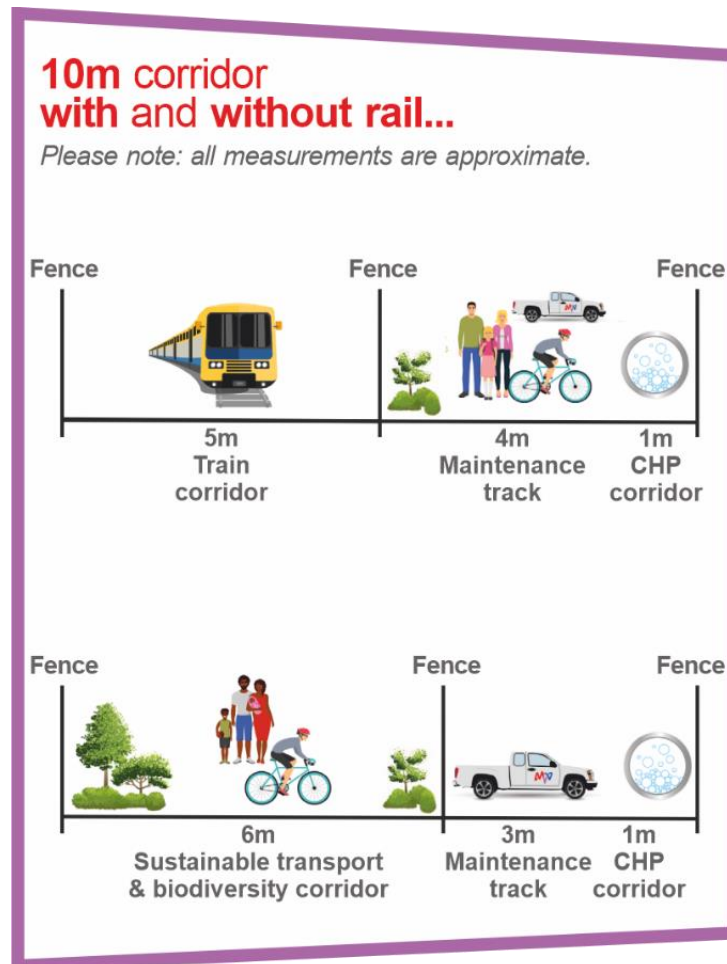 10m corridor
with and without rail...
Please note: all measurements are approximate.
Fence Fence Fence
5m
Train
corridor
4m
Maintenance
track
1m
CHP
corridor
Fence Fence Fence
6m
Sustainable transport
& biodiversity corridor
3m
Maintenance
track
1m
CHP
corridor